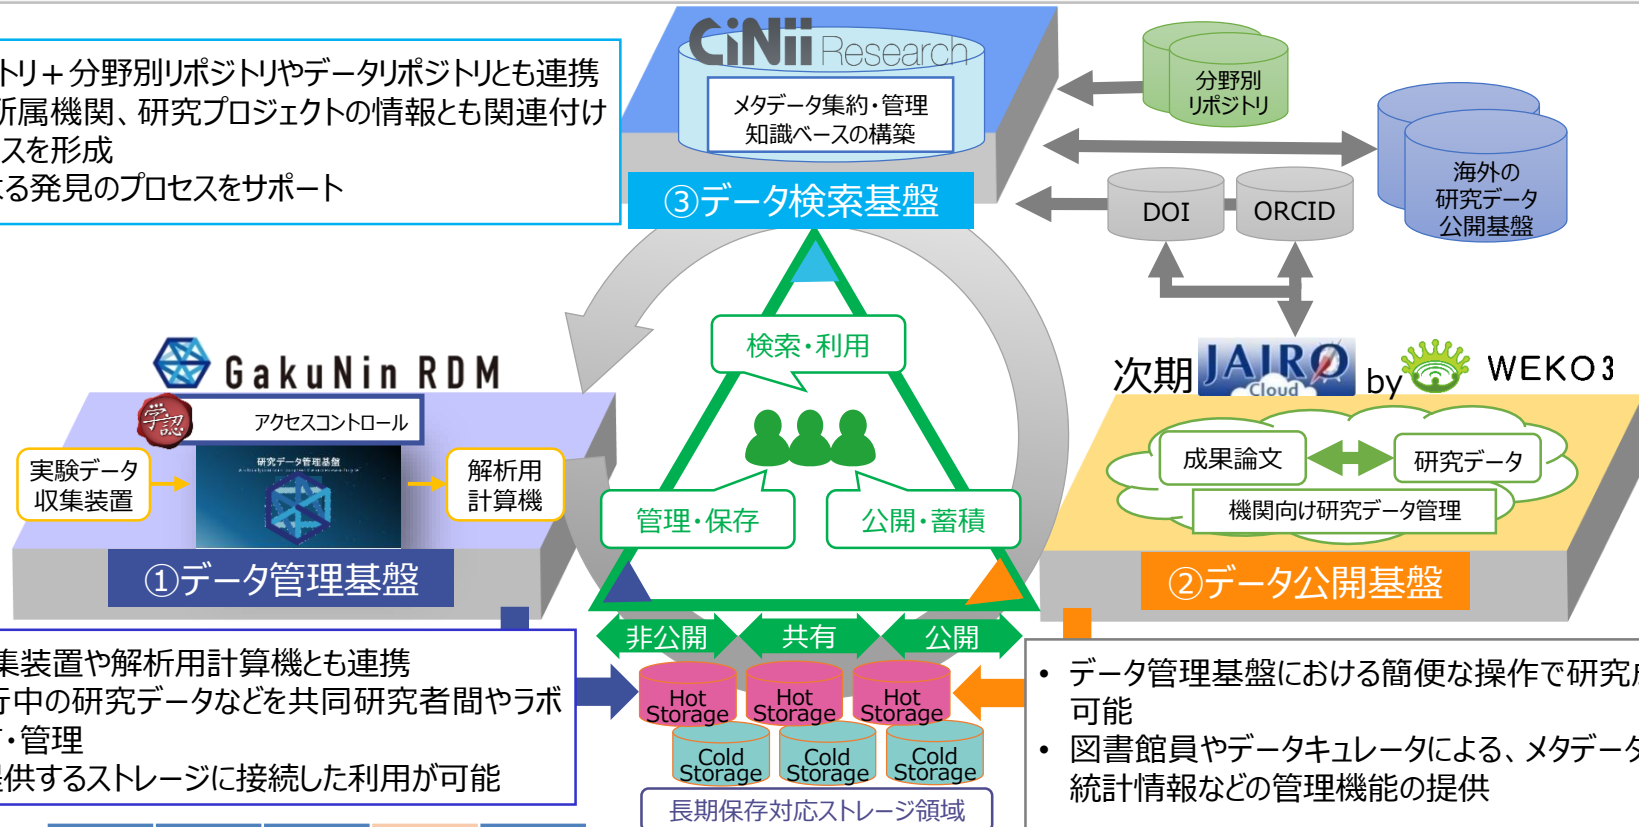 CiNii Research
メタデータ集約・管理
知識ベースの構築
③データ検索基盤
トリ＋分野別リポジトリやデータリポジトリとも連携
所属機関、研究プロジェクトの情報とも関連付け
スを形成
る発見のプロセスをサポート
分野別
リポジトリ
海外の
研究データ
公開基盤
DOI
ORCID
検索・利用
管理・保存
公開・蓄積
GakuNin RDM
学認
アクセスコントロール
実験データ
収集装置
研究データ管理基盤
解析用
計算機
①データ管理基盤
次期 JAIRO Cloud by WEKO3
成果論文
研究データ
機関向け研究データ管理
②データ公開基盤
非公開
共有
公開
Hot
Storage
Hot
Storage
Hot
Storage
Cold
Storage
Cold
Storage
Cold
Storage
長期保存対応ストレージ領域
集装置や解析用計算機とも連携
行中の研究データなどを共同研究者間やラボ
・管理
提供するストレージに接続した利用が可能
• データ管理基盤における簡便な操作で研究成
可能
• 図書館員やデータキュレータによる、メタデータ
統計情報などの管理機能の提供